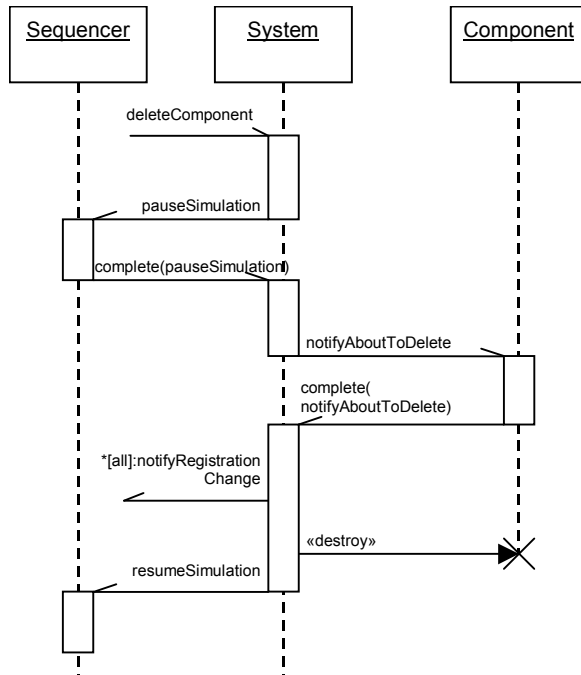 Sequencer
System
Component
deleteComponent
pauseSimulation
complete(pauseSimulation)
notifyAboutToDelete
complete(
notifyAboutToDelete)
*[all]:notifyRegistration
Change
«destroy»
resumeSimulation